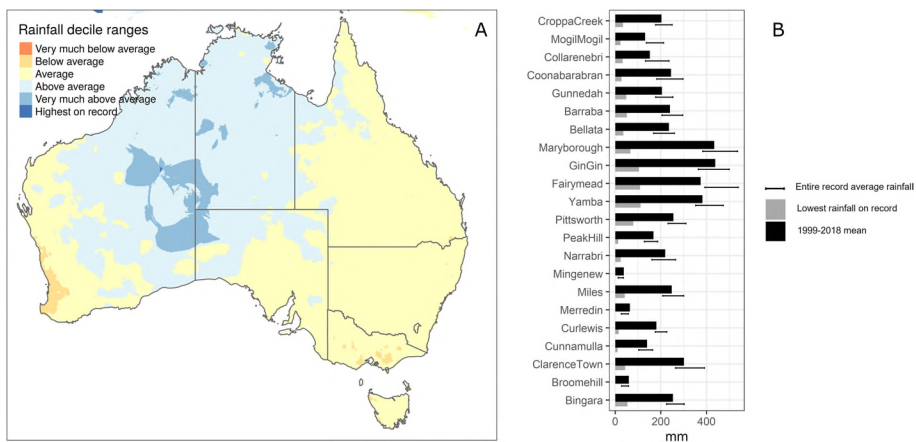 Rainfall decile ranges
Very much below average
Below average
Average
Above average
Very much above average
Highest on record
A
CroppaCreek
MogilMogil
Collarenebri
Coonabarabran
Gunnedah
Barraba
Bellata
Maryborough
GinGin
Fairymead
Yamba
Pittsworth
PeakHill
Narrabri
Mingenew
Miles
Merredin
Curlewis
Cunnamulla
ClarenceTown
Broomehill
Bingara
0 200 400
mm
B
Entire record average rainfall
Lowest rainfall on record
1999-2018 mean